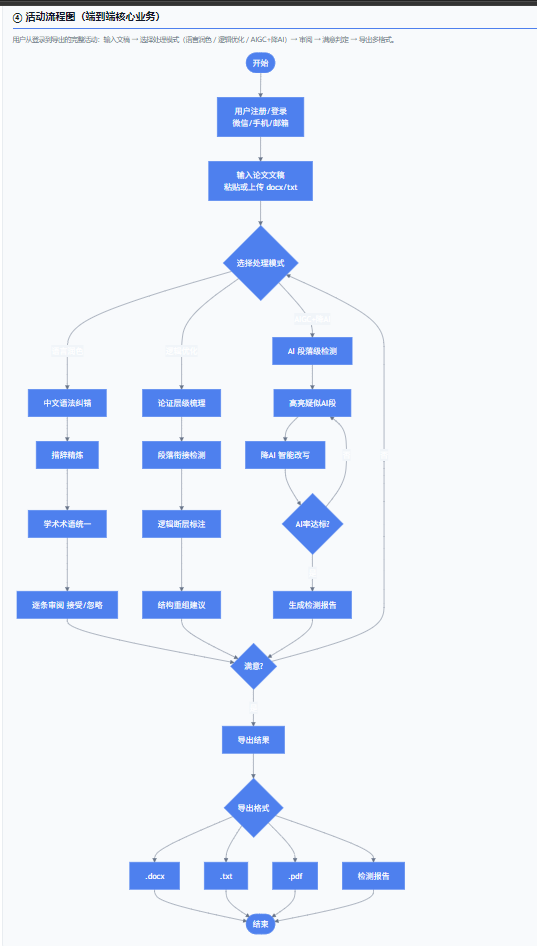 ④ 活动流程图（端到端核心业务）
用户从登录到导出的完整活动：输入文稿 → 选择处理模式（语言润色 / 逻辑优化 / AIGC+降AI）→ 审阅 → 满意判定 → 导出多格式。
开始
用户注册/登录
微信/手机/邮箱
输入论文文稿
粘贴或上传 docx/txt
选择处理模式
AI 段落级检测
中文语法纠错
论证层级梳理
高亮疑似AI段
措辞精炼
段落衔接检测
降AI 智能改写
学术术语统一
逻辑断层标注
AI率达标?
逐条审阅 接受/忽略
结构重组建议
生成检测报告
满意?
导出结果
导出格式
.docx
.txt
.pdf
检测报告
结束